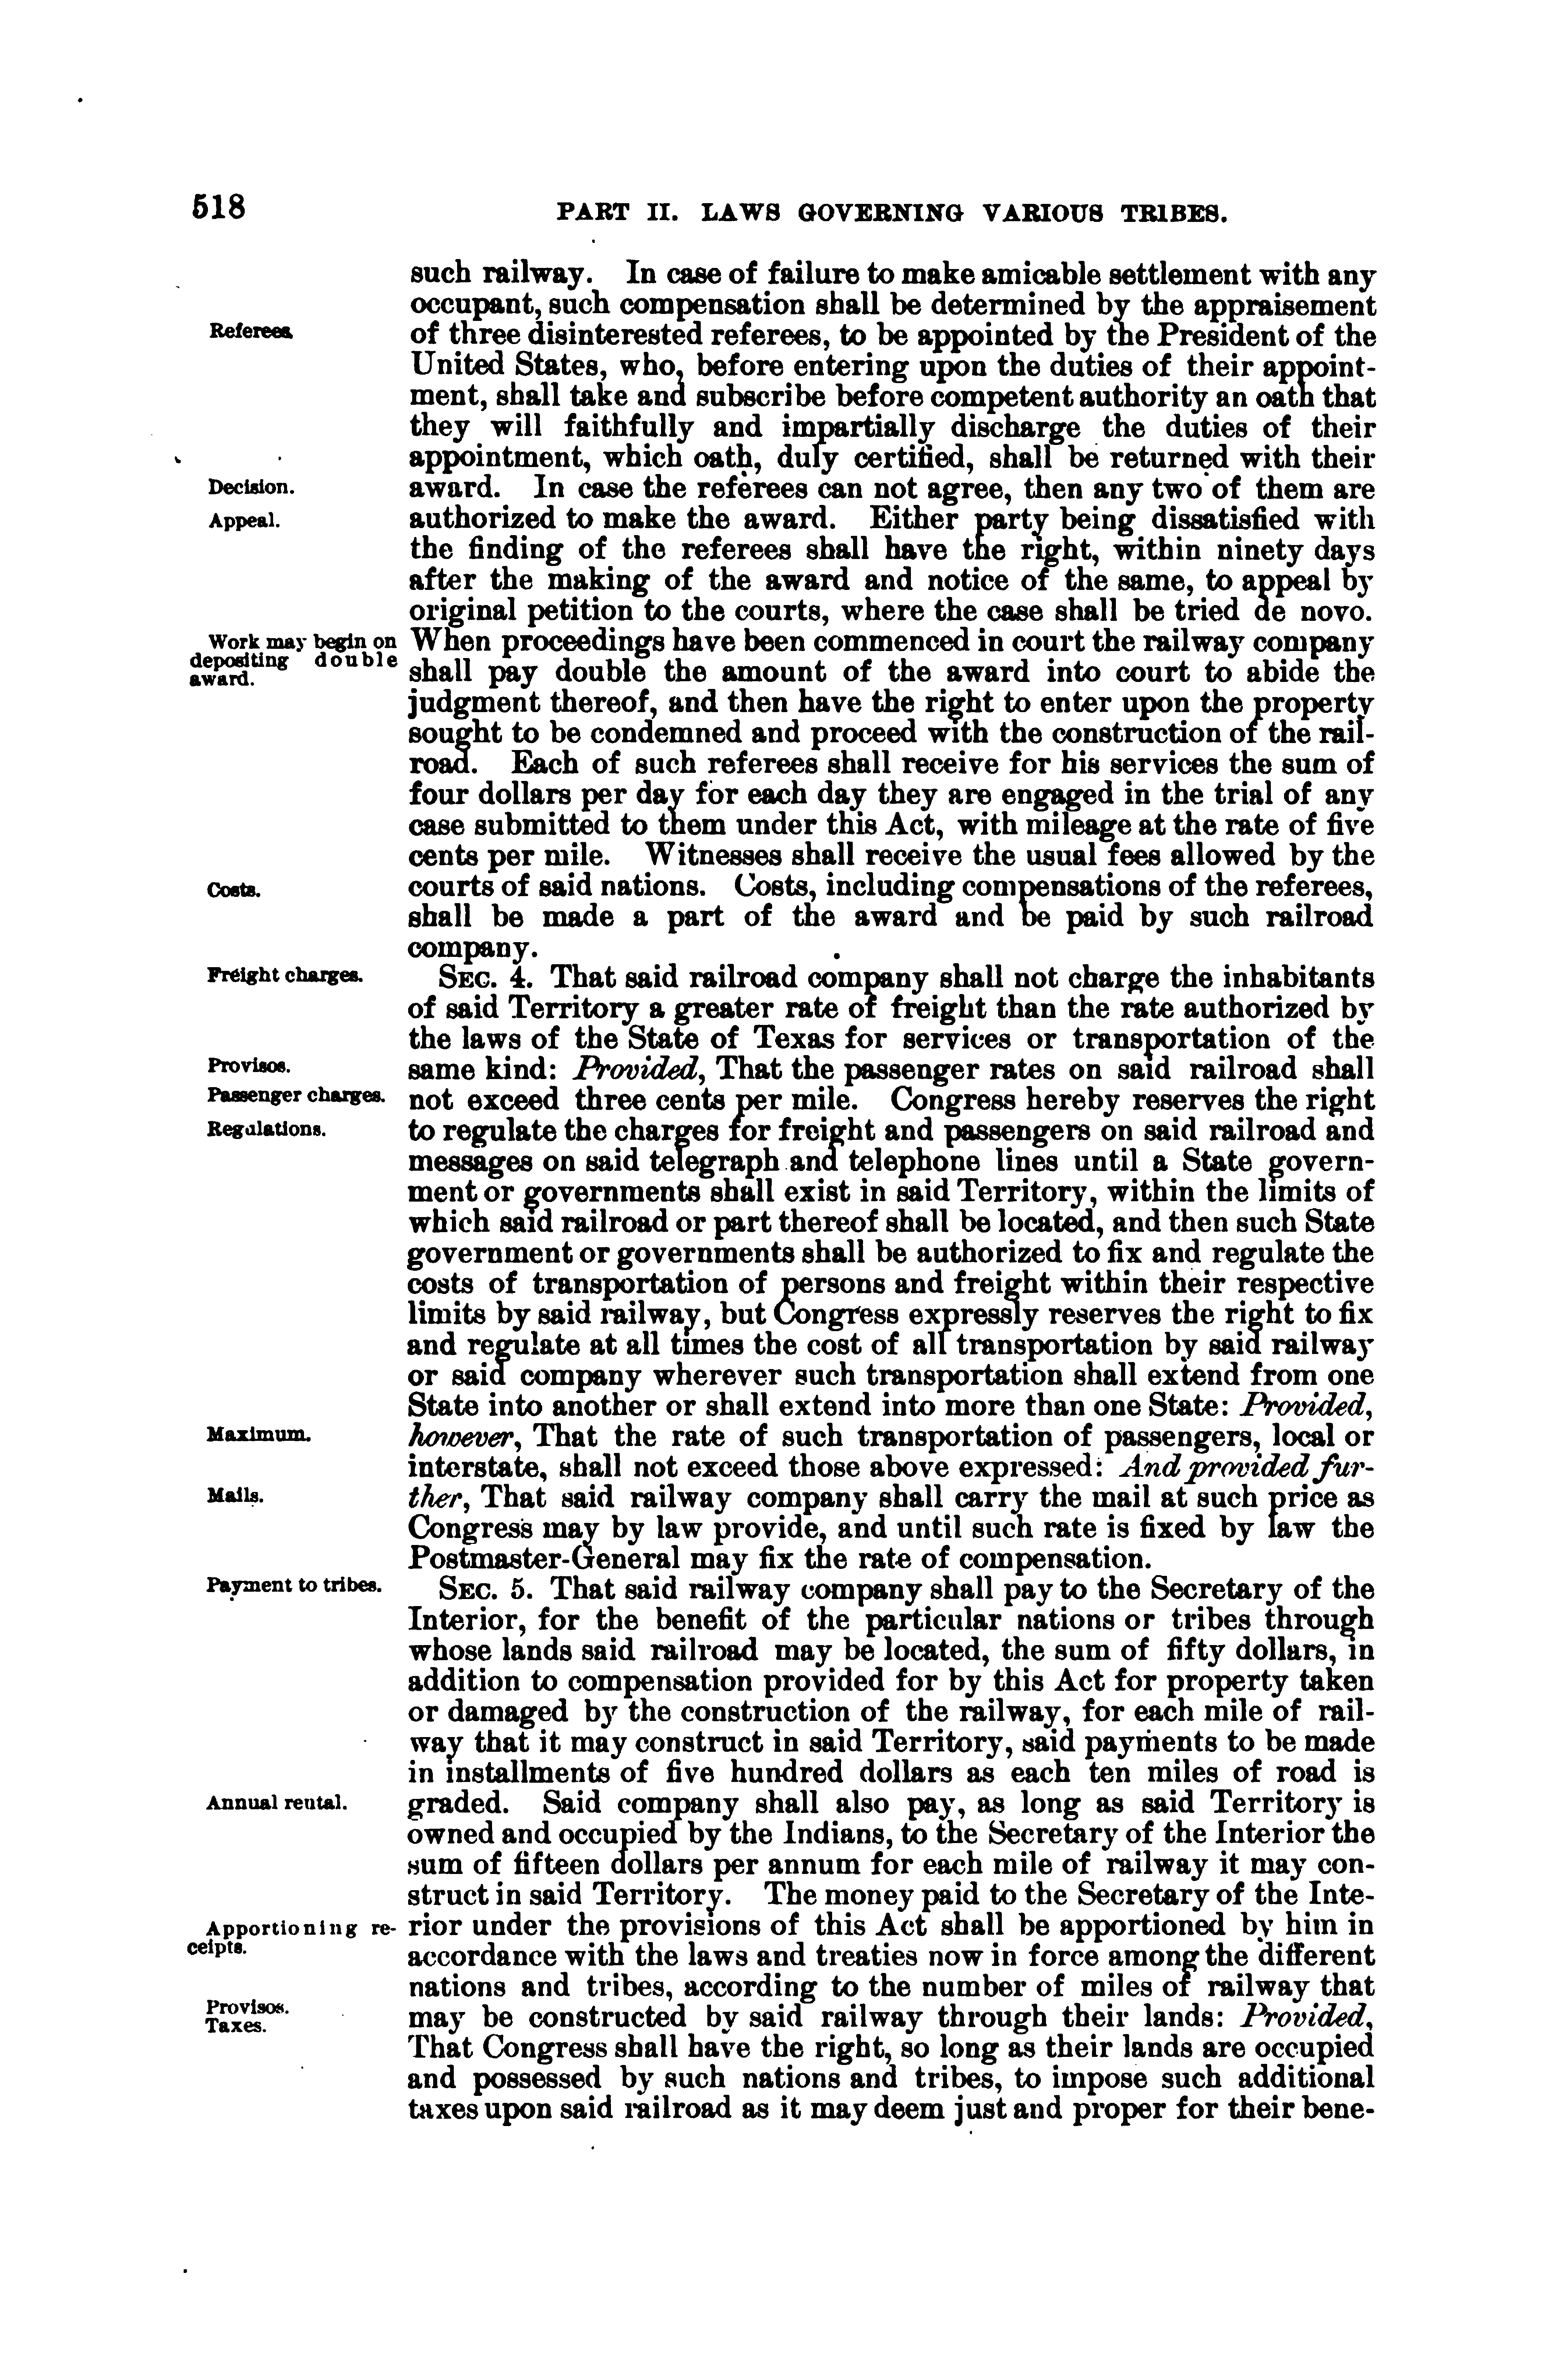 518
PART II. LAWS GOVERNING VARIOUS TRIBES.
such railway. In case of failure to make amicable settlement with any
occupant, such compensation shall be determined by the appraisement
Referees.
of three disinterested referees, to be appointed by the President of the
United States, who, before entering upon the duties of their appoint-
ment, shall take and subscribe before competent authority an oath that
they will faithfully and impartially discharge the duties of their
appointment, which oath, duly certified, shall be returned with their
Decision.
award. In case the referees can not agree, then any two of them are
Appeal.
authorized to make the award. Either party being dissatisfied with
the finding of the referees shall have the right, within ninety days
after the making of the award and notice of the same, to appeal by
original petition to the courts, where the case shall be tried de novo.
Work may begin on
depositing double
award.
When proceedings have been commenced in court the railway company
shall pay double the amount of the award into court to abide the
judgment thereof, and then have the right to enter upon the property
sought to be condemned and proceed with the construction of the rail-
road. Each of such referees shall receive for his services the sum of
four dollars per day for each day they are engaged in the trial of any
case submitted to them under this Act, with mileage at the rate of five
cents per mile. Witnesses shall receive the usual fees allowed by the
Costs.
courts of said nations. Costs, including compensations of the referees,
shall be made a part of the award and be paid by such railroad
company.
Freight charges.
SEC. 4. That said railroad company shall not charge the inhabitants
of said Territory a greater rate of freight than the rate authorized by
the laws of the State of Texas for services or transportation of the
Provisos.
same kind: Provided, That the passenger rates on said railroad shall
Passenger charges.
not exceed three cents per mile. Congress hereby reserves the right
Regulations.
to regulate the charges for freight and passengers on said railroad and
messages on said telegraph and telephone lines until a State govern-
ment or governments shall exist in said Territory, within the limits of
which said railroad or part thereof shall be located, and then such State
government or governments shall be authorized to fix and regulate the
costs of transportation of persons and freight within their respective
limits by said railway, but Congress expressly reserves the right to fix
and regulate at all times the cost of all transportation by said railway
or said company wherever such transportation shall extend from one
State into another or shall extend into more than one State: Provided,
Maximum.
however, That the rate of such transportation of passengers, local or
interstate, shall not exceed those above expressed: And provided fur-
Mails.
ther, That said railway company shall carry the mail at such price as
Congress may by law provide, and until such rate is fixed by law the
Postmaster-General may fix the rate of compensation.
Payment to tribes.
SEC. 5. That said railway company shall pay to the Secretary of the
Interior, for the benefit of the particular nations or tribes through
whose lands said railroad may be located, the sum of fifty dollars, in
addition to compensation provided for by this Act for property taken
or damaged by the construction of the railway, for each mile of rail-
way that it may construct in said Territory, said payments to be made
in installments of five hundred dollars as each ten miles of road is
Annual rental.
graded. Said company shall also pay, as long as said Territory is
owned and occupied by the Indians, to the Secretary of the Interior the
sum of fifteen dollars per annum for each mile of railway it may con-
struct in said Territory. The money paid to the Secretary of the Inte-
Apportioning re-
ceipts.
rior under the provisions of this Act shall be apportioned by him in
accordance with the laws and treaties now in force among the different
nations and tribes, according to the number of miles of railway that
Provisos.
Taxes.
may be constructed by said railway through their lands: Provided,
That Congress shall have the right, so long as their lands are occupied
and possessed by such nations and tribes, to impose such additional
taxes upon said railroad as it may deem just and proper for their bene-